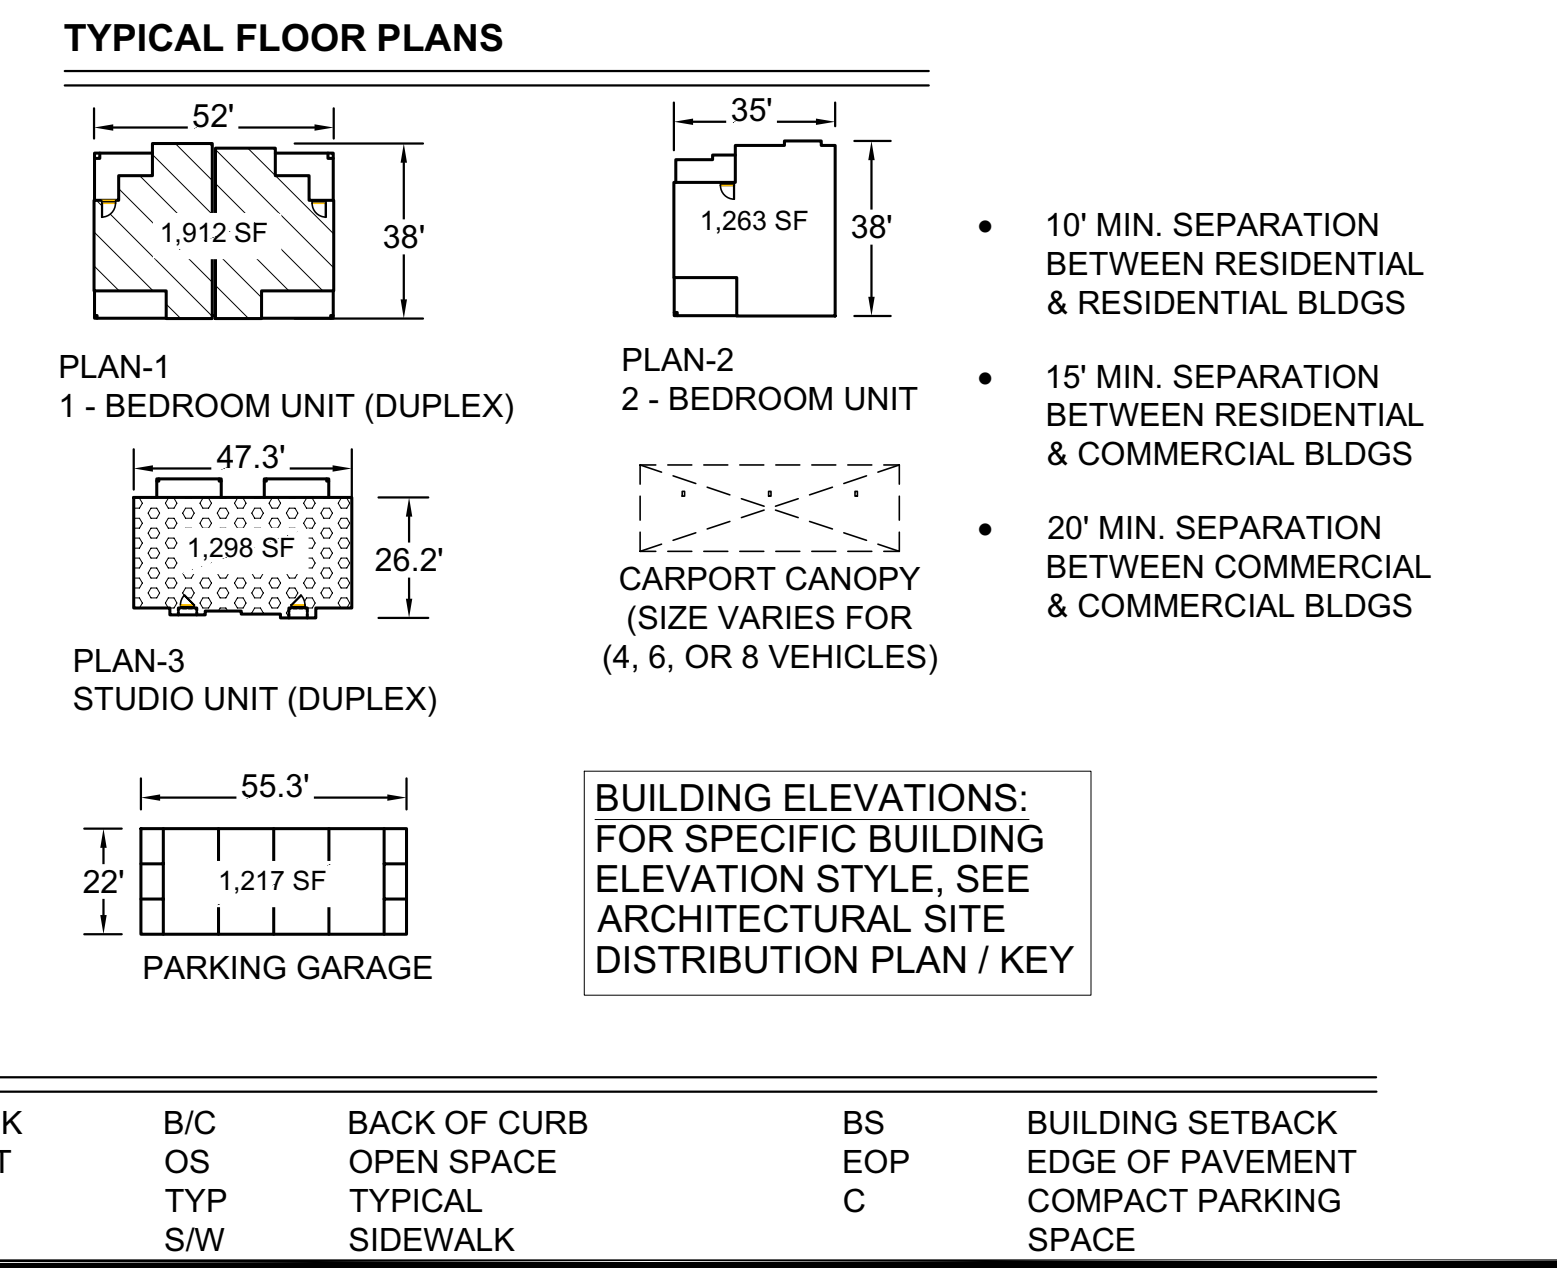 TYPICAL FLOOR PLANS
52'
1,912 SF
38'
PLAN-1
1 - BEDROOM UNIT (DUPLEX)
35'
1,263 SF
38'
PLAN-2
2 - BEDROOM UNIT
47.3'
1,298 SF
26.2'
PLAN-3
STUDIO UNIT (DUPLEX)
CARPORT CANOPY
(SIZE VARIES FOR
(4, 6, OR 8 VEHICLES)
• 10' MIN. SEPARATION
BETWEEN RESIDENTIAL
& RESIDENTIAL BLDGS
• 15' MIN. SEPARATION
BETWEEN RESIDENTIAL
& COMMERCIAL BLDGS
• 20' MIN. SEPARATION
BETWEEN COMMERCIAL
& COMMERCIAL BLDGS
55.3'
22'
1,217 SF
PARKING GARAGE
BUILDING ELEVATIONS:
FOR SPECIFIC BUILDING
ELEVATION STYLE, SEE
ARCHITECTURAL SITE
DISTRIBUTION PLAN / KEY
K B/C BACK OF CURB BS BUILDING SETBACK
T OS OPEN SPACE EOP EDGE OF PAVEMENT
TYP TYPICAL C COMPACT PARKING
S/W SIDEWALK SPACE